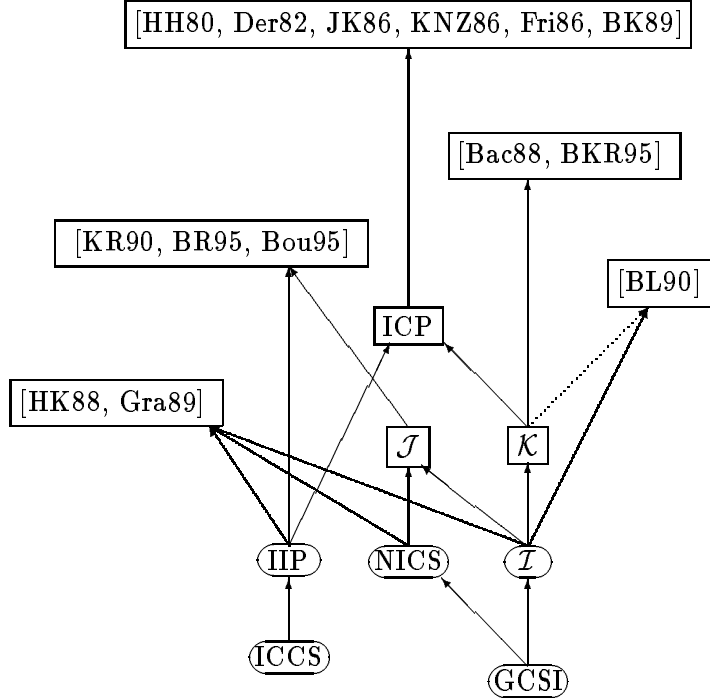 [HH80, Der82, JK86, KNZ86, Fri86, BK89]
[Bac88, BKR95]
[KR90, BR95, Bou95]
[BL90]
ICP
[HK88, Gra89]
𝒥
𝒦
IIP
NICS
ℐ
ICCS
GCSI